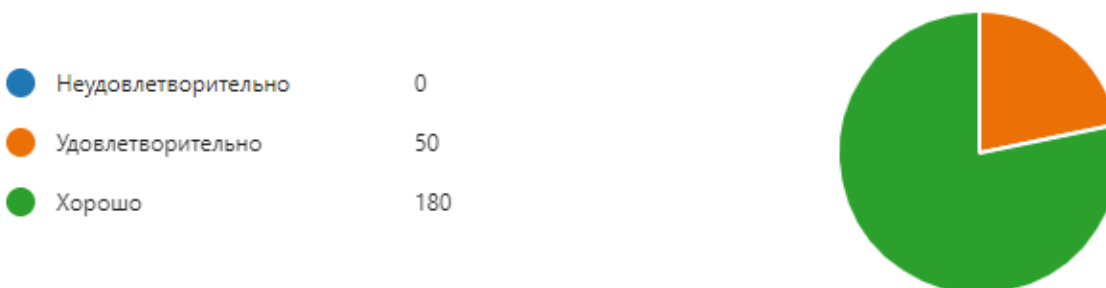 Неудовлетворительно 0
Удовлетворительно 50
Хорошо 180